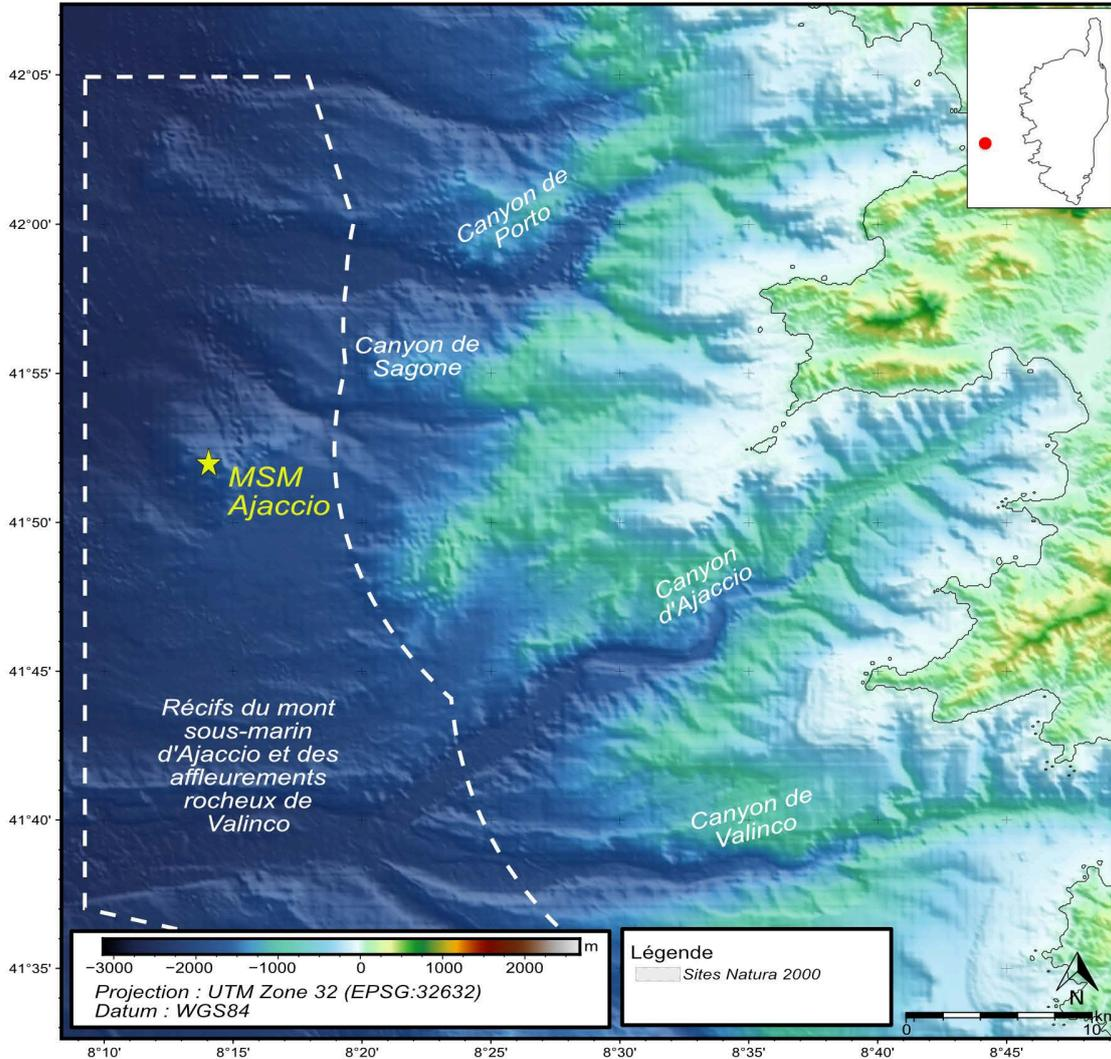 42°05'
42°00'
41°55'
41°50'
41°45'
41°40'
41°35'
Canyon de
Porto
Canyon de
Sagone
MSM
Ajaccio
Canyon
d'Ajaccio
Récifs du mont
sous-marin
d'Ajaccio et des
affleurements
rocheux de
Valinco
Canyon de
Valinco
−3000 −2000 −1000 0 1000 2000 m
Projection : UTM Zone 32 (EPSG:32632)
Datum : WGS84
Légende
Sites Natura 2000
N
0 10 km
8°10' 8°15' 8°20' 8°25' 8°30' 8°35' 8°40' 8°45'